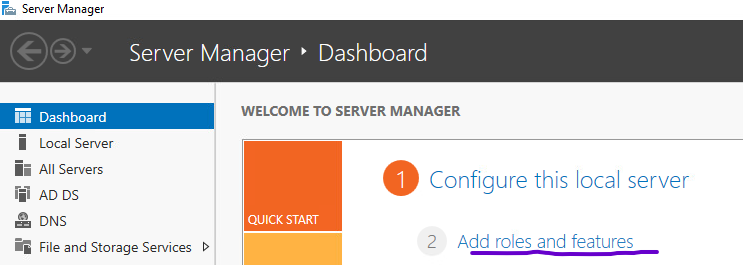 Server Manager
Server Manager ‣ Dashboard
Dashboard
Local Server
All Servers
AD DS
DNS
File and Storage Services
WELCOME TO SERVER MANAGER
QUICK START
1 Configure this local server
2 Add roles and features